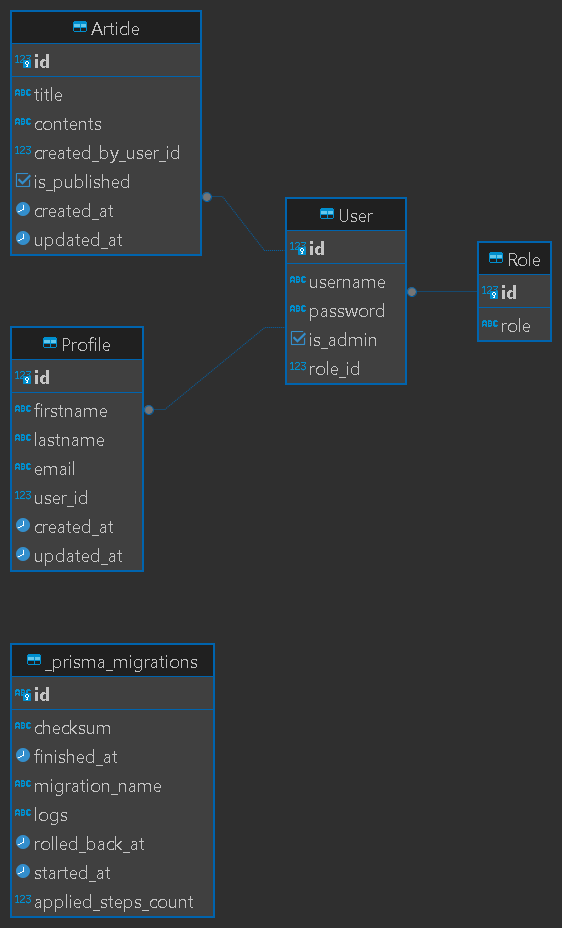 Article
123 id
ABC title
ABC contents
123 created_by_user_id
is_published
created_at
updated_at
User
123 id
ABC username
ABC password
is_admin
123 role_id
Role
123 id
ABC role
Profile
123 id
ABC firstname
ABC lastname
ABC email
123 user_id
created_at
updated_at
_prisma_migrations
ABC id
ABC checksum
finished_at
ABC migration_name
ABC logs
rolled_back_at
started_at
123 applied_steps_count